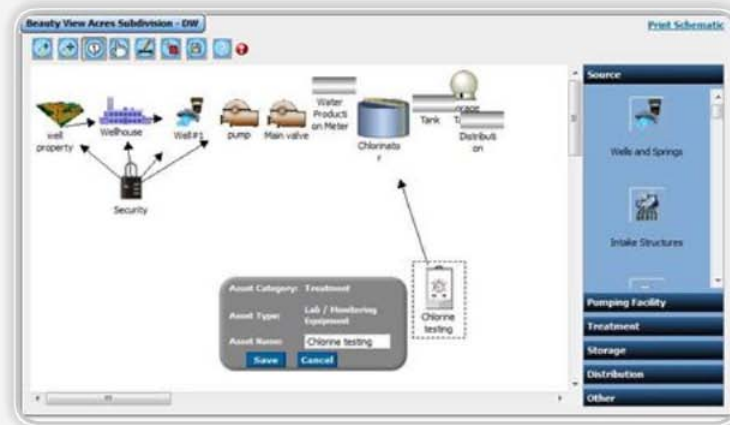 Beauty View Acres Subdivision - DW
Print Schematic
Source
Wells and Springs
Intake Structures
Pumping Facility
Treatment
Storage
Distribution
Other
well
property
Wellhouse
Well #1
pump
Main valve
Water
Producti
on Meter
Chlorinato
r
Tank
Distributi
on
Security
Chlorine
testing
Asset Category: Treatment
Asset Type: Lab / Monitoring
Equipment
Asset Name: Chlorine testing
Save Cancel